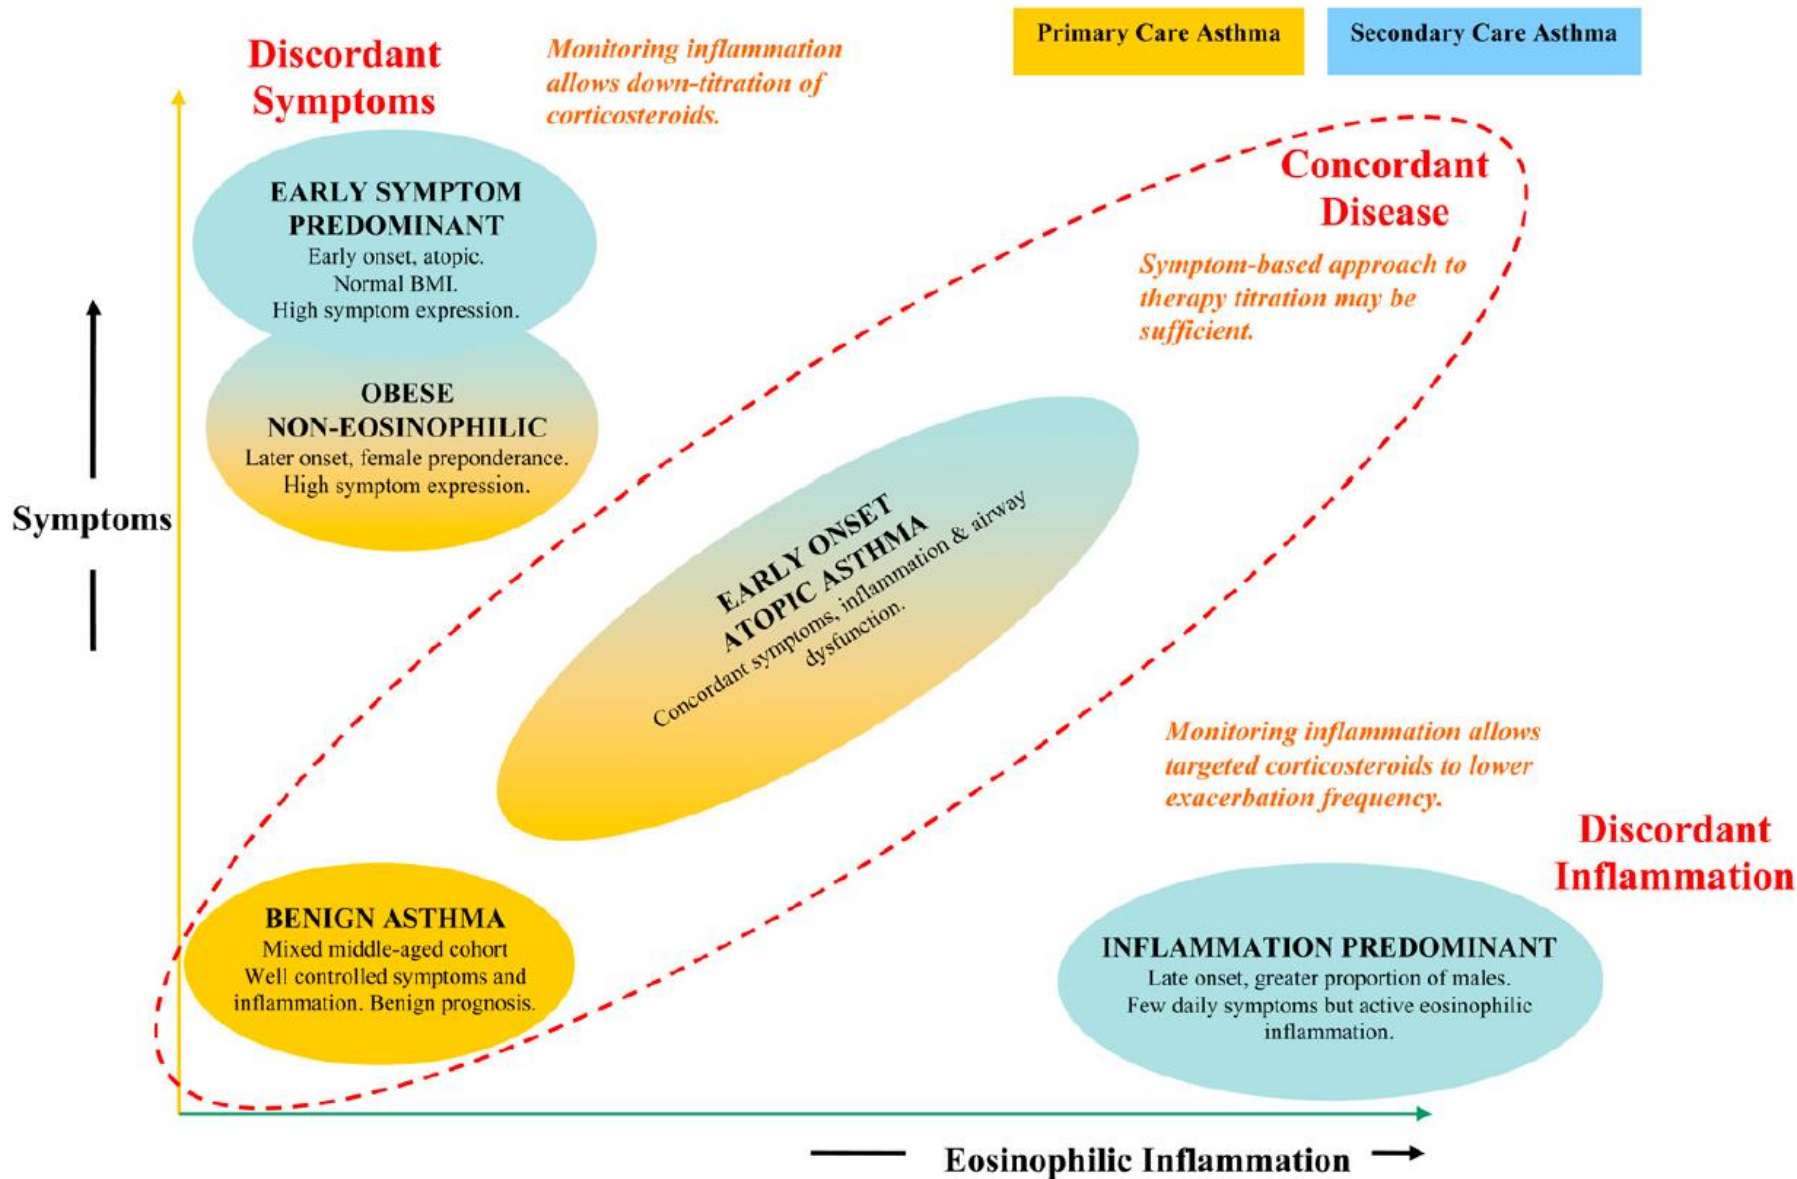 Primary Care Asthma
Secondary Care Asthma
Discordant
Symptoms
Monitoring inflammation
allows down-titration of
corticosteroids.
EARLY SYMPTOM
PREDOMINANT
Early onset, atopic.
Normal BMI.
High symptom expression.
OBESE
NON-EOSINOPHILIC
Later onset, female preponderance.
High symptom expression.
Concordant
Disease
Symptom-based approach to
therapy titration may be
sufficient.
Symptoms
EARLY ONSET
ATOPIC ASTHMA
Concordant symptoms, inflammation & airway
dysfunction.
Monitoring inflammation allows
targeted corticosteroids to lower
exacerbation frequency.
Discordant
Inflammation
BENIGN ASTHMA
Mixed middle-aged cohort
Well controlled symptoms and
inflammation. Benign prognosis.
INFLAMMATION PREDOMINANT
Late onset, greater proportion of males.
Few daily symptoms but active eosinophilic
inflammation.
Eosinophilic Inflammation